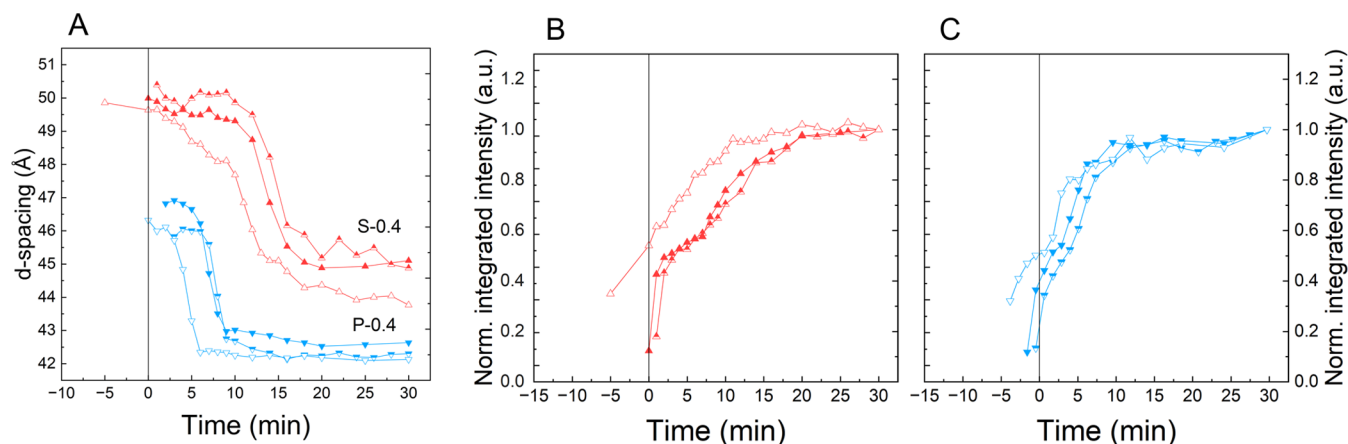 A
B
C
d-spacing (Å)
51
50
49
48
47
46
45
44
43
42
S-0.4
P-0.4
−10 −5 0 5 10 15 20 25 30
Time (min)
Norm. integrated intensity (a.u.)
1.2
1.0
0.8
0.6
0.4
0.2
0.0
−15 −10 −5 0 5 10 15 20 25 30
Time (min)
−15 −10 −5 0 5 10 15 20 25 30
Time (min)
1.2
1.0
0.8
0.6
0.4
0.2
0.0
Norm. integrated intensity (a.u.)